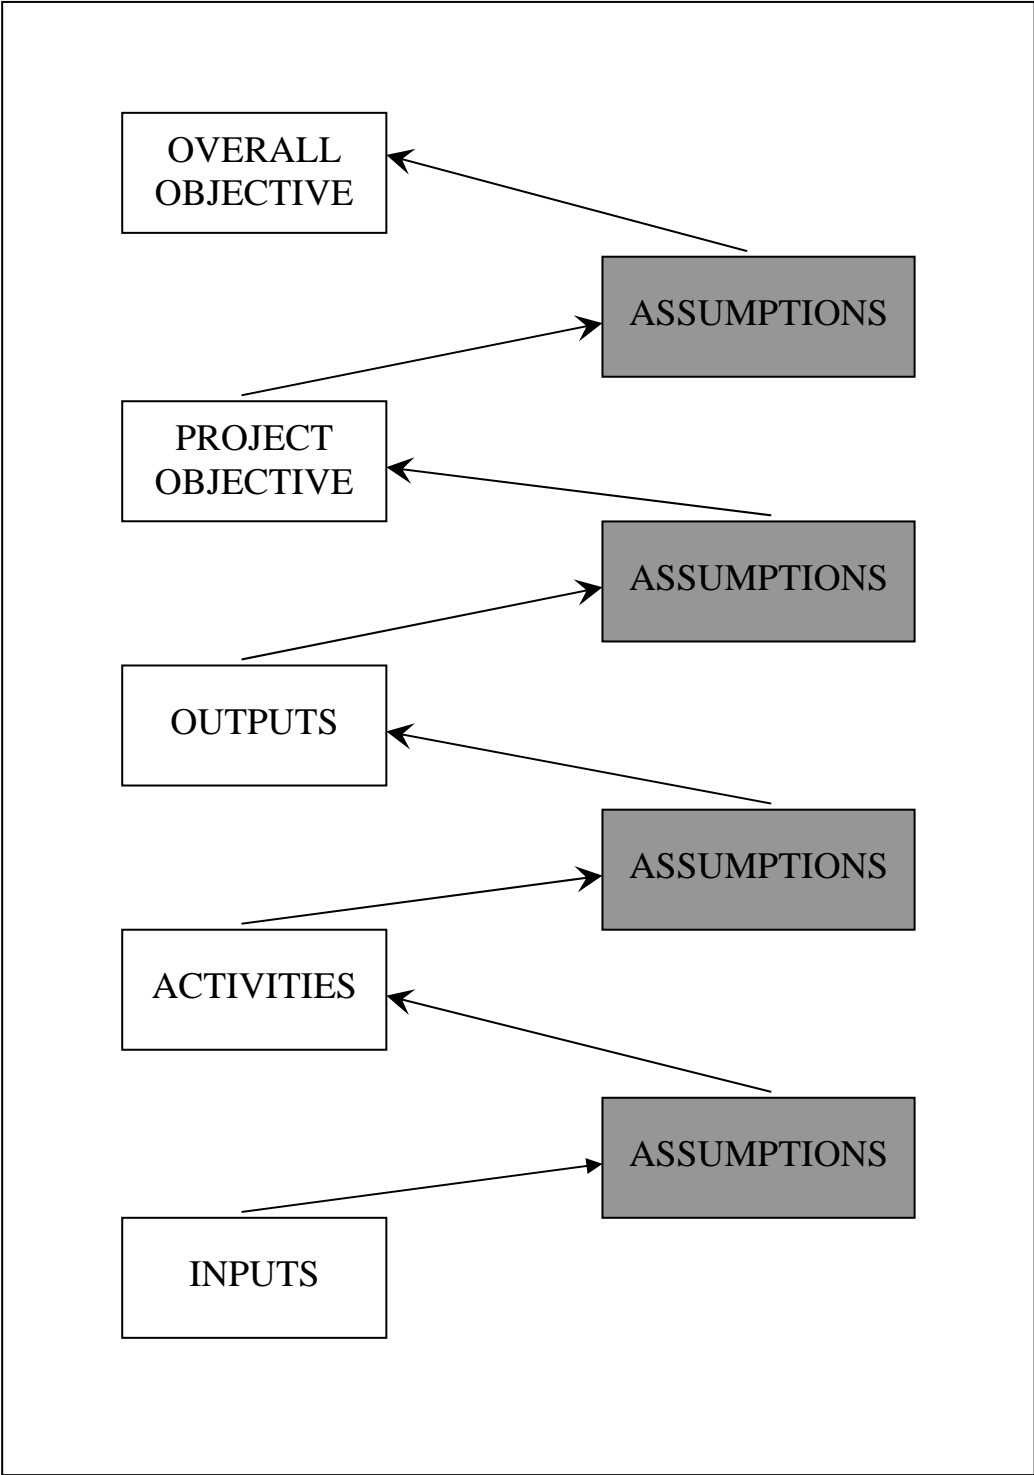 OVERALL
OBJECTIVE
ASSUMPTIONS
PROJECT
OBJECTIVE
ASSUMPTIONS
OUTPUTS
ASSUMPTIONS
ACTIVITIES
ASSUMPTIONS
INPUTS